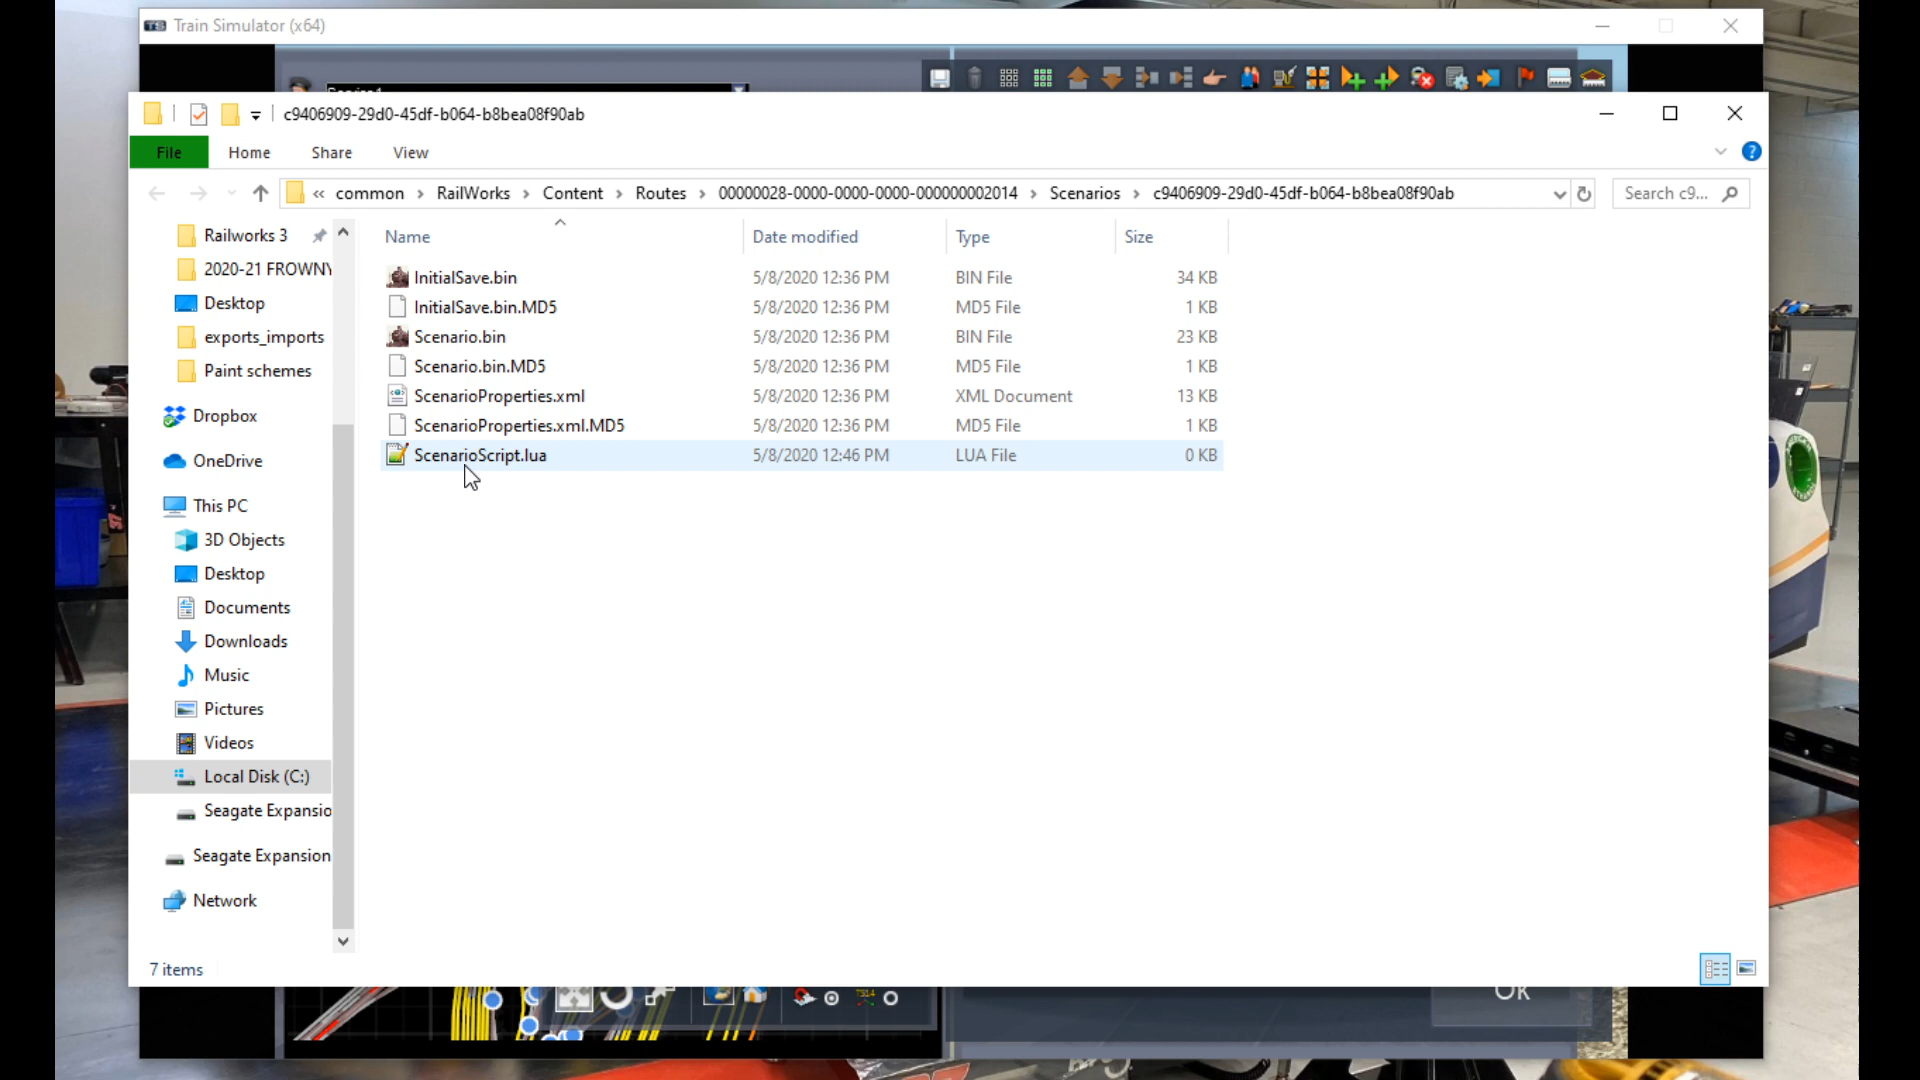 Train Simulator (x64)
c9406909-29d0-45df-b064-b8bea08f90ab
File Home Share View
« common › RailWorks › Content › Routes › 00000028-0000-0000-0000-000000002014 › Scenarios › c9406909-29d0-45df-b064-b8bea08f90ab
Search c9...
Railworks 3
2020-21 FROWNY
Desktop
exports_imports
Paint schemes
Dropbox
OneDrive
This PC
3D Objects
Desktop
Documents
Downloads
Music
Pictures
Videos
Local Disk (C:)
Seagate Expansio
Seagate Expansion
Network
Name Date modified Type Size
InitialSave.bin 5/8/2020 12:36 PM BIN File 34 KB
InitialSave.bin.MD5 5/8/2020 12:36 PM MD5 File 1 KB
Scenario.bin 5/8/2020 12:36 PM BIN File 23 KB
Scenario.bin.MD5 5/8/2020 12:36 PM MD5 File 1 KB
ScenarioProperties.xml 5/8/2020 12:36 PM XML Document 13 KB
ScenarioProperties.xml.MD5 5/8/2020 12:36 PM MD5 File 1 KB
ScenarioScript.lua 5/8/2020 12:46 PM LUA File 0 KB
7 items
OK